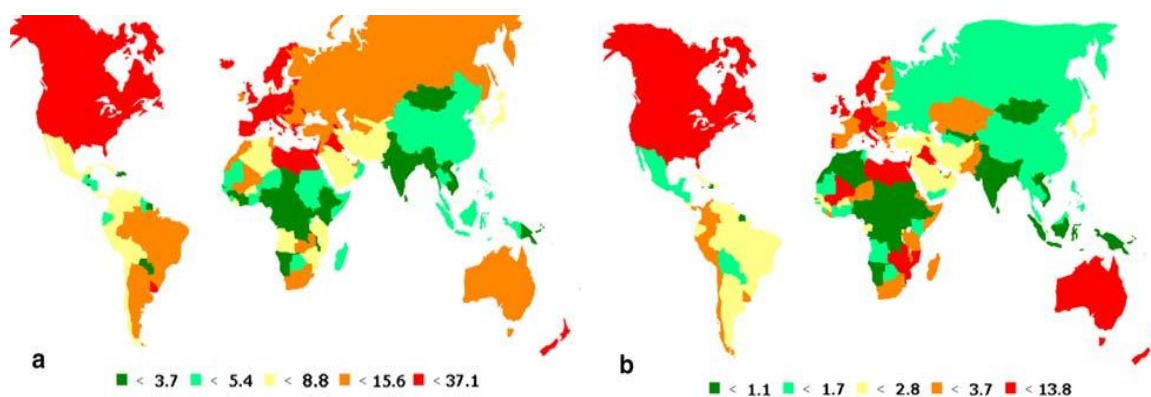 a
< 3.7 < 5.4 < 8.8 < 15.6 < 37.1
b
< 1.1 < 1.7 < 2.8 < 3.7 < 13.8